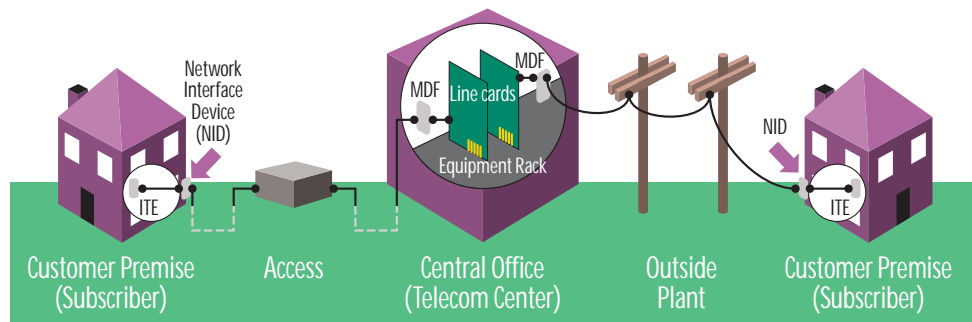 Network
Interface
Device
(NID)
ITE
MDF
Line cards
MDF
Equipment Rack
NID
ITE
Customer Premise
(Subscriber)
Access
Central Office
(Telecom Center)
Outside
Plant
Customer Premise
(Subscriber)